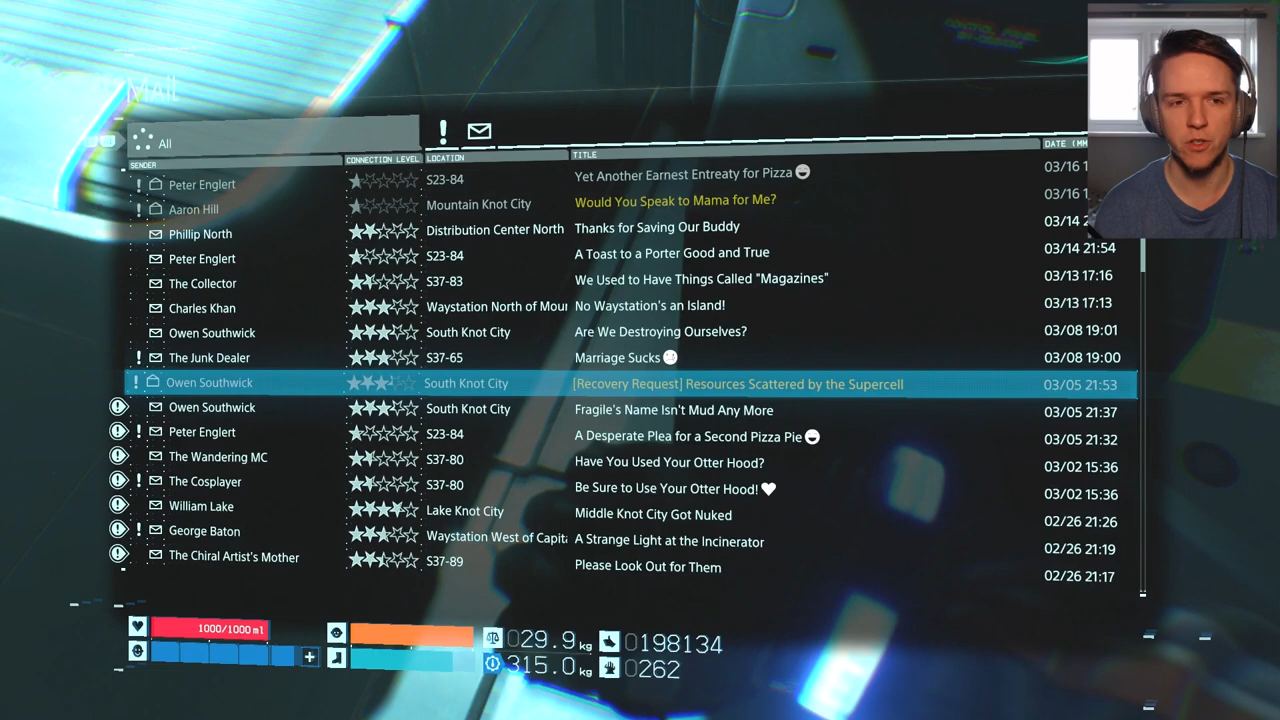 MAIL
All
SENDER CONNECTION LEVEL LOCATION TITLE DATE (MM
Peter Englert S23-84 Yet Another Earnest Entreaty for Pizza 03/16 1
Aaron Hill Mountain Knot City Would You Speak to Mama for Me? 03/16 1
Phillip North Distribution Center North Thanks for Saving Our Buddy 03/14 2
Peter Englert S23-84 A Toast to a Porter Good and True 03/14 21:54
The Collector S37-83 We Used to Have Things Called "Magazines" 03/13 17:16
Charles Khan Waystation North of Moun No Waystation's an Island! 03/13 17:13
Owen Southwick South Knot City Are We Destroying Ourselves? 03/08 19:01
! The Junk Dealer S37-65 Marriage Sucks 03/08 19:00
! Owen Southwick South Knot City [Recovery Request] Resources Scattered by the Supercell 03/05 21:53
Owen Southwick South Knot City Fragile's Name Isn't Mud Any More 03/05 21:37
! Peter Englert S23-84 A Desperate Plea for a Second Pizza Pie 03/05 21:32
The Wandering MC S37-80 Have You Used Your Otter Hood? 03/02 15:36
! The Cosplayer S37-80 Be Sure to Use Your Otter Hood! 03/02 15:36
William Lake Lake Knot City Middle Knot City Got Nuked 02/26 21:26
! George Baton Waystation West of Capita A Strange Light at the Incinerator 02/26 21:19
The Chiral Artist's Mother S37-89 Please Look Out for Them 02/26 21:17
1000/1000 ml 029.9 kg 0198134
315.0 kg 0262